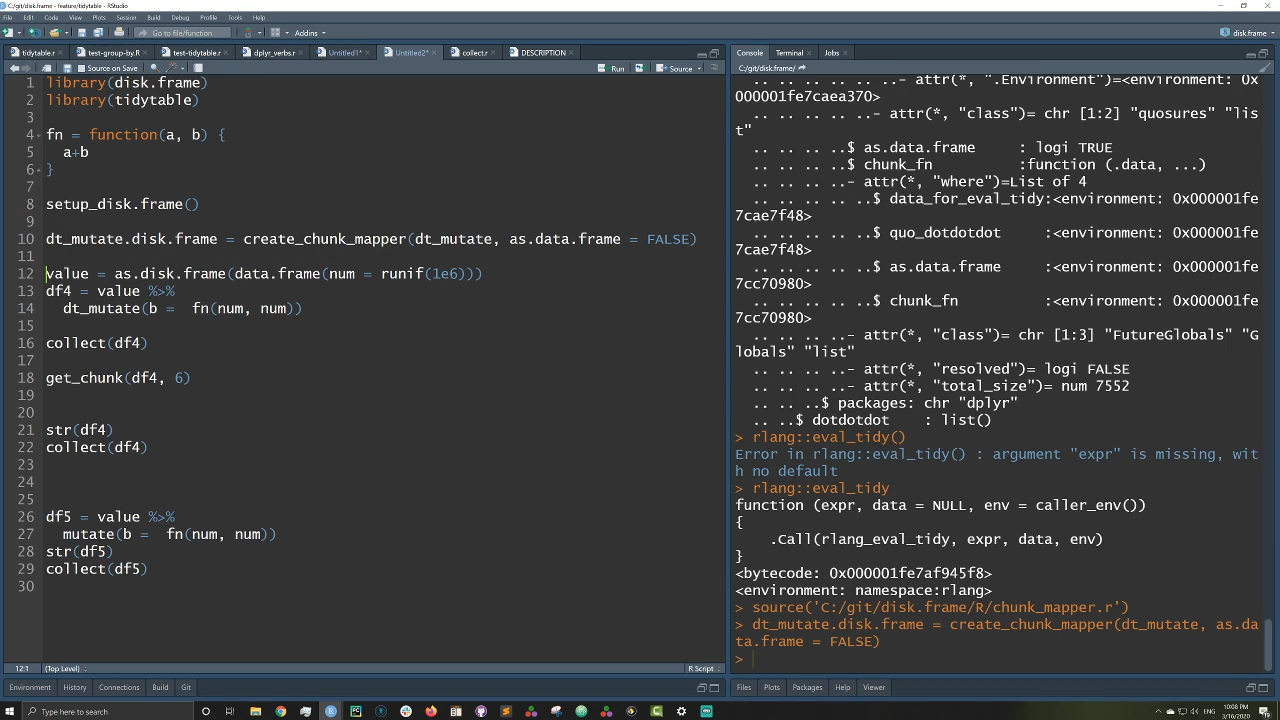 C:/git/disk.frame - feature/tidytable - RStudio
File Edit Code View Plots Session Build Debug Profile Tools Help
Go to file/function
Addins
disk.frame
tidytable.r
test-group-by.R
test-tidytable.r
dplyr_verbs.r
Untitled1*
Untitled2*
collect.r
DESCRIPTION
Source on Save
Run
Source
1 library(disk.frame)
2 library(tidytable)
3
4 fn = function(a, b) {
5   a+b
6 }
7
8 setup_disk.frame()
9
10 dt_mutate.disk.frame = create_chunk_mapper(dt_mutate, as.data.frame = FALSE)
11
12 value = as.disk.frame(data.frame(num = runif(1e6)))
13 df4 = value %>%
14   dt_mutate(b =  fn(num, num))
15
16 collect(df4)
17
18 get_chunk(df4, 6)
19
20
21 str(df4)
22 collect(df4)
23
24
25
26 df5 = value %>%
27   mutate(b =  fn(num, num))
28 str(df5)
29 collect(df5)
30
12:1
(Top Level)
R Script
Environment History Connections Build Git
Console Terminal Jobs
C:/git/disk.frame/
.. .. .. .. .. ..- attr(*, ".Environment")=<environment: 0x
000001fe7caea370>
.. .. .. .. ..- attr(*, "class")= chr [1:2] "quosures" "lis
t"
.. .. .. ..$ as.data.frame     : logi TRUE
.. .. .. ..$ chunk_fn          :function (.data, ...)
.. .. .. ..- attr(*, "where")=List of 4
.. .. .. .. ..$ data_for_eval_tidy:<environment: 0x000001fe
7cae7f48>
.. .. .. .. ..$ quo_dotdotdot     :<environment: 0x000001fe
7cae7f48>
.. .. .. .. ..$ as.data.frame     :<environment: 0x000001fe
7cc70980>
.. .. .. .. ..$ chunk_fn          :<environment: 0x000001fe
7cc70980>
.. .. .. ..- attr(*, "class")= chr [1:3] "FutureGlobals" "G
lobals" "list"
.. .. .. ..- attr(*, "resolved")= logi FALSE
.. .. .. ..- attr(*, "total_size")= num 7552
.. .. ..$ packages: chr "dplyr"
.. ..$ dotdotdot    : list()
> rlang::eval_tidy()
Error in rlang::eval_tidy() : argument "expr" is missing, wit
h no default
> rlang::eval_tidy
function (expr, data = NULL, env = caller_env())
{
    .Call(rlang_eval_tidy, expr, data, env)
}
<bytecode: 0x000001fe7af945f8>
<environment: namespace:rlang>
> source('C:/git/disk.frame/R/chunk_mapper.r')
> dt_mutate.disk.frame = create_chunk_mapper(dt_mutate, as.da
ta.frame = FALSE)
>
Files Plots Packages Help Viewer
Type here to search
ENG
10:08 PM
3/16/2020